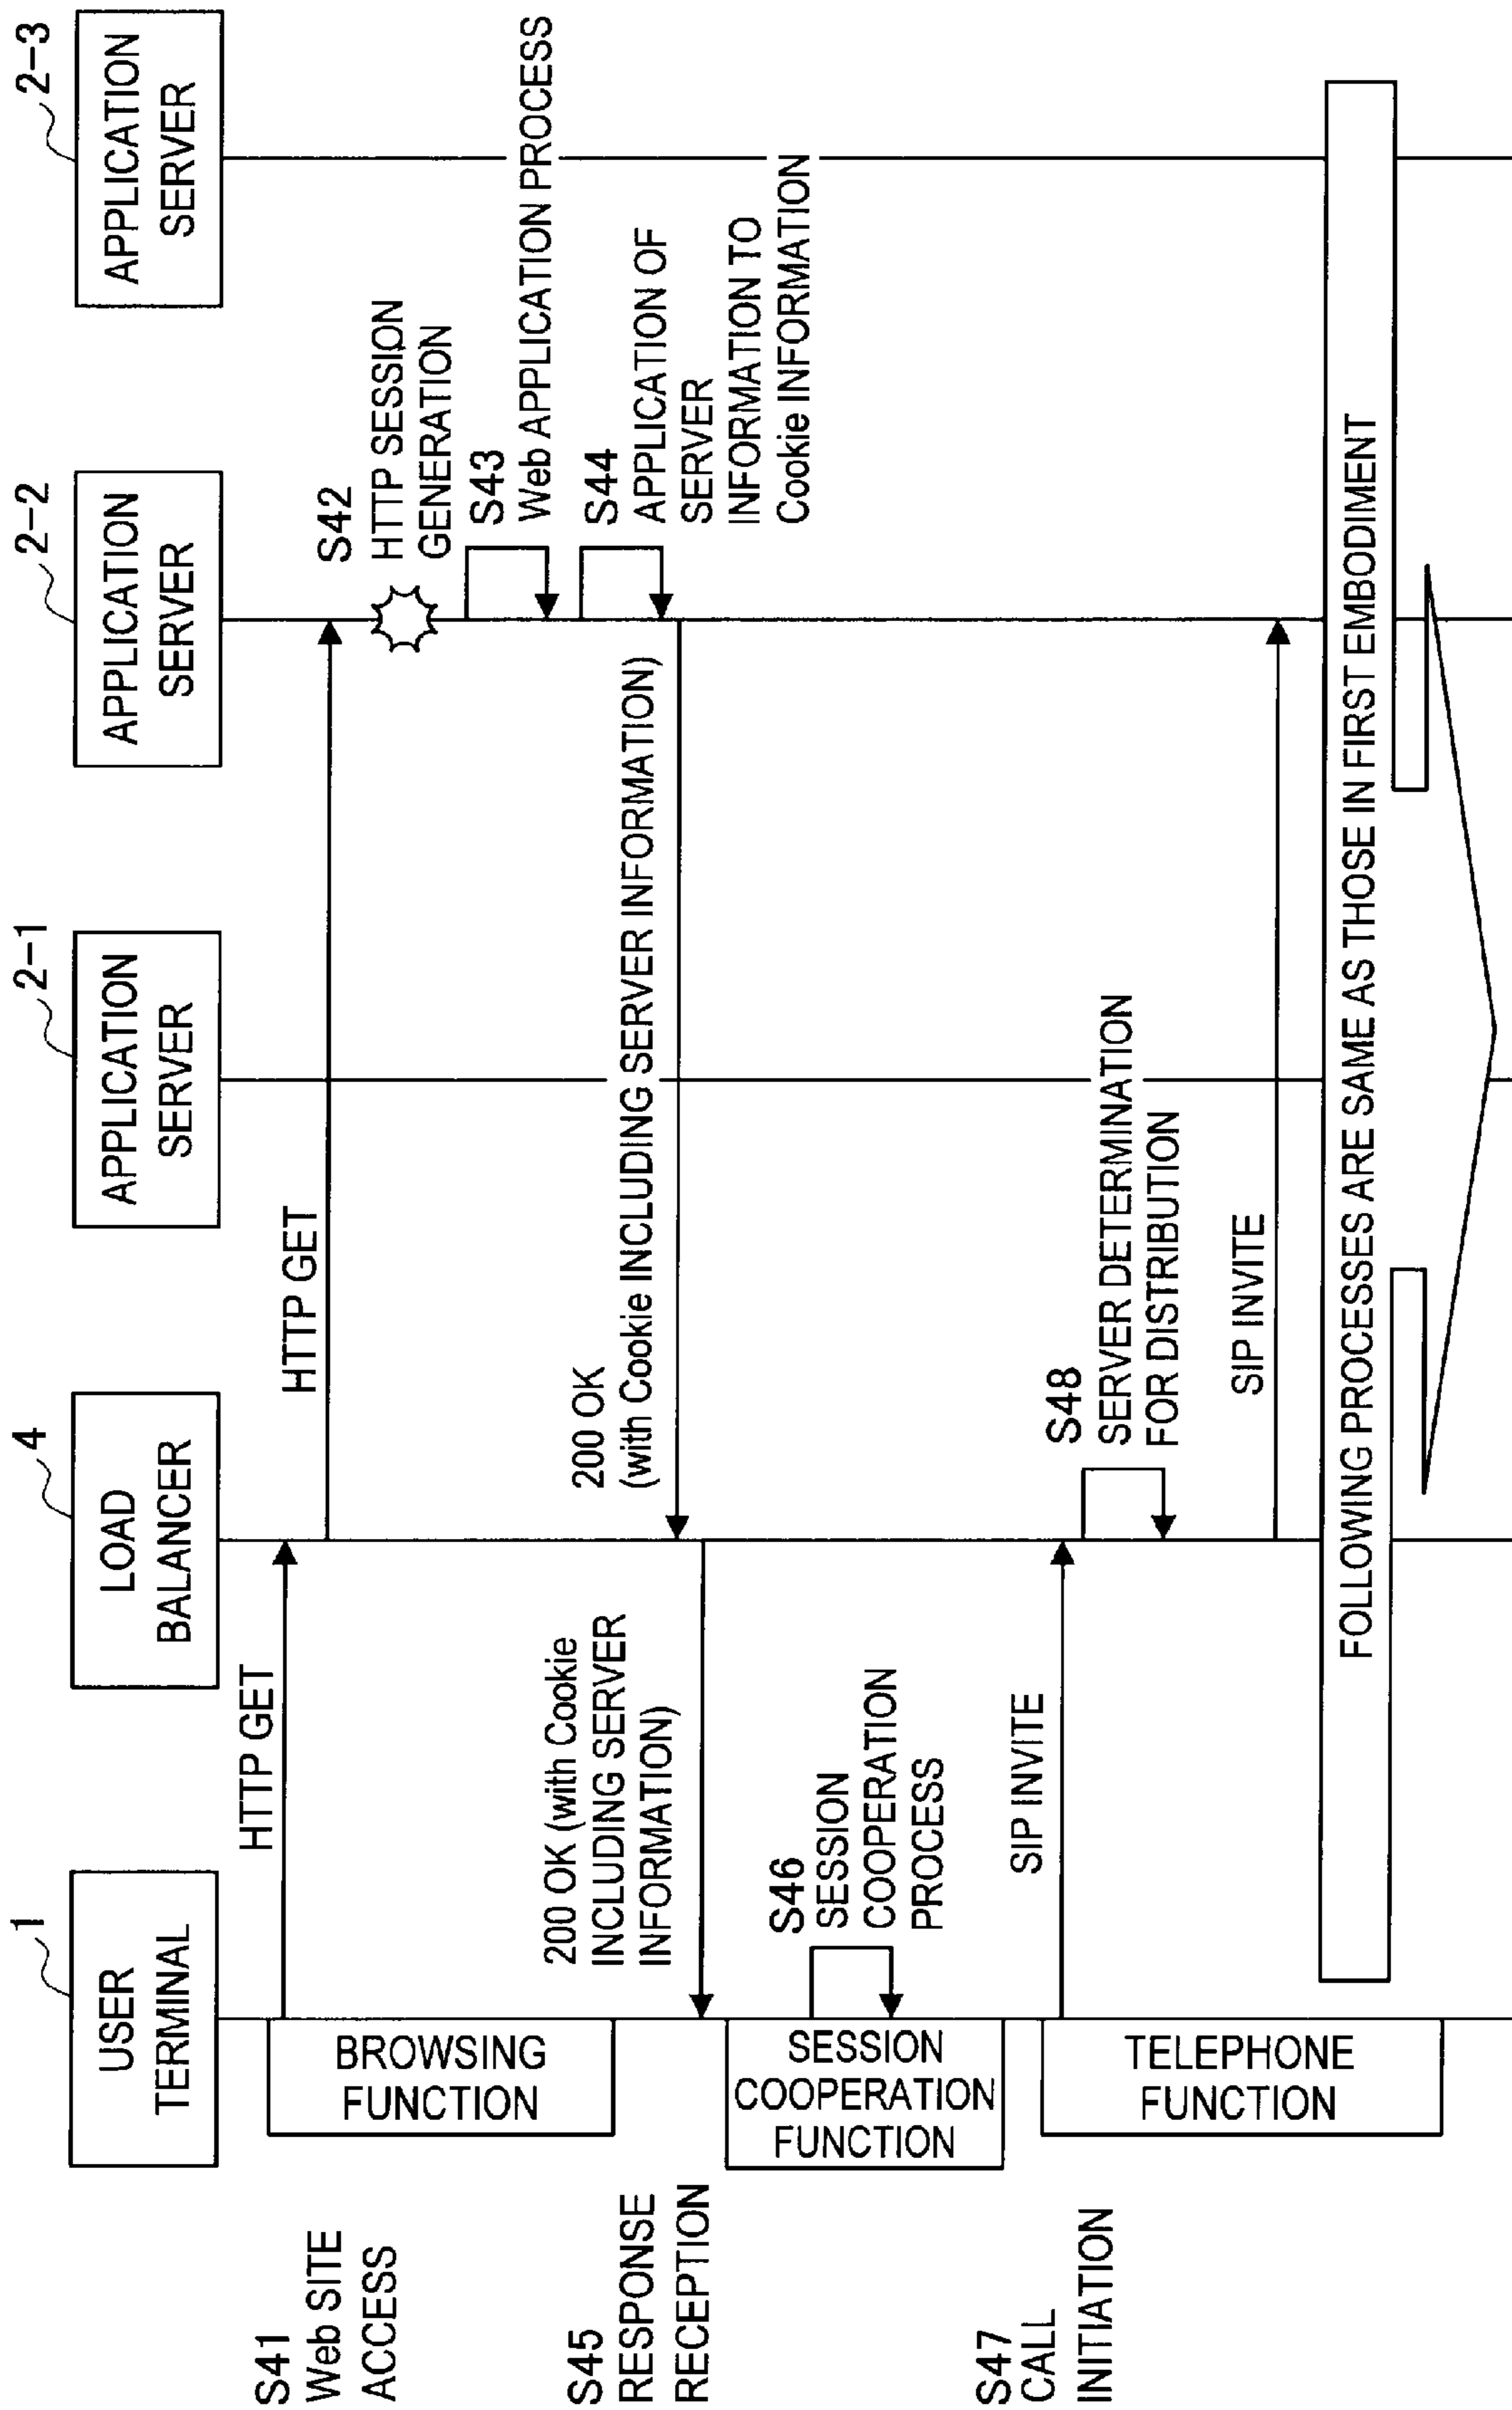 1
USER
TERMINAL
4
LOAD
BALANCER
2-1
APPLICATION
SERVER
2-2
APPLICATION
SERVER
2-3
APPLICATION
SERVER
S41
Web SITE
ACCESS
BROWSING
FUNCTION
HTTP GET
HTTP GET
S42
HTTP SESSION
GENERATION
S43
Web APPLICATION PROCESS
S44
APPLICATION OF
SERVER
INFORMATION TO
Cookie INFORMATION
200 OK
(with Cookie INCLUDING SERVER INFORMATION)
S45
RESPONSE
RECEPTION
200 OK (with Cookie
INCLUDING SERVER
INFORMATION)
SESSION
COOPERATION
FUNCTION
S46
SESSION
COOPERATION
PROCESS
S47
CALL
INITIATION
TELEPHONE
FUNCTION
SIP INVITE
S48
SERVER DETERMINATION
FOR DISTRIBUTION
SIP INVITE
FOLLOWING PROCESSES ARE SAME AS THOSE IN FIRST EMBODIMENT